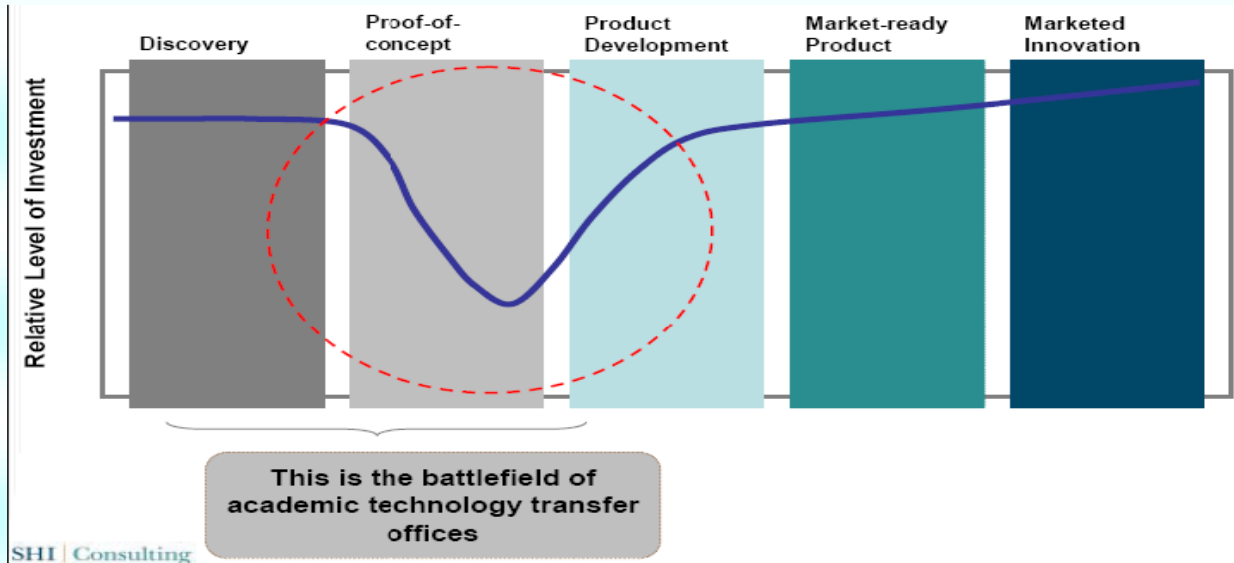 Discovery
Proof-of-
concept
Product
Development
Market-ready
Product
Marketed
Innovation
Relative Level of Investment
This is the battlefield of
academic technology transfer
offices
SHI | Consulting